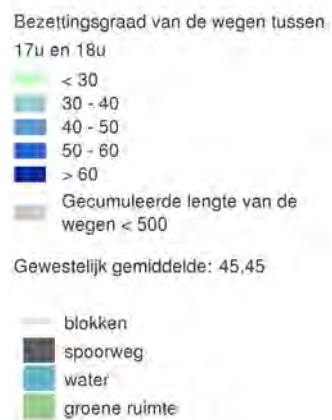 Bezettingsgraad van de wegen tussen
17u en 18u
< 30
30 - 40
40 - 50
50 - 60
> 60
Gecumuleerde lengte van de
wegen < 500
Gewestelijk gemiddelde: 45,45
blokken
spoorweg
water
groene ruimte